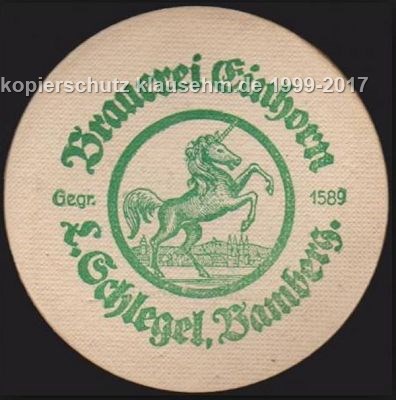 kopierschutz klausehm.de 1999-2017
Brauerei Einhorn
Gegr. 1589
L. Schlegel, Bamberg.